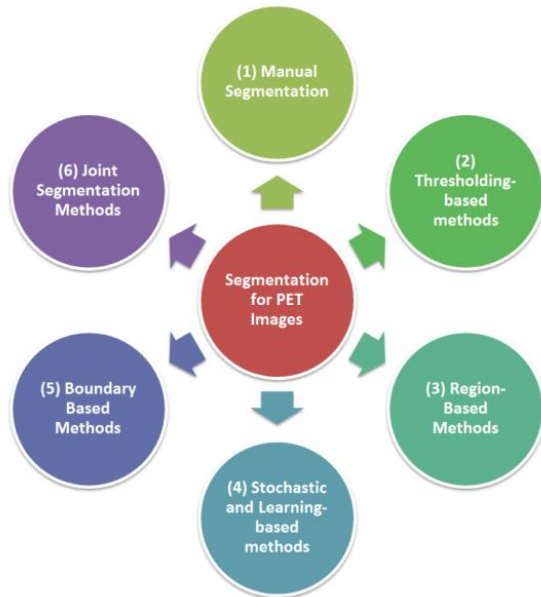 (1) Manual
Segmentation
(2)
Thresholding-
based
methods
(3) Region-
Based
Methods
(4) Stochastic
and Learning-
based
methods
(5) Boundary
Based
Methods
(6) Joint
Segmentation
Methods
Segmentation
for PET
Images